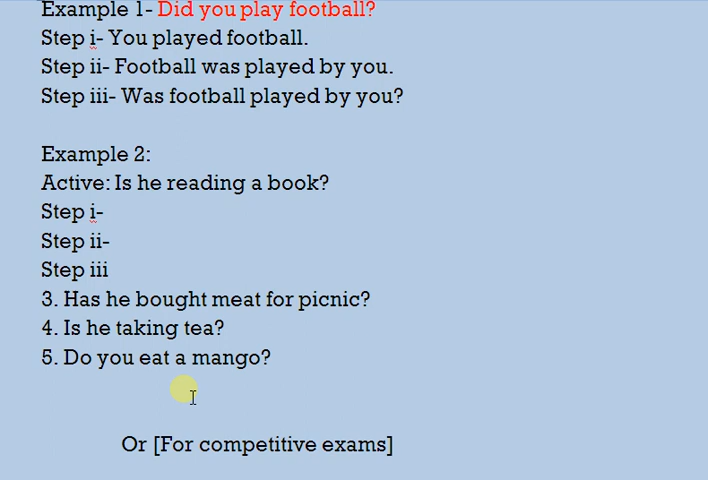 Example 1- Did you play football?
Step i- You played football.
Step ii- Football was played by you.
Step iii- Was football played by you?
Example 2:
Active: Is he reading a book?
Step i-
Step ii-
Step iii
3. Has he bought meat for picnic?
4. Is he taking tea?
5. Do you eat a mango?
Or [For competitive exams]